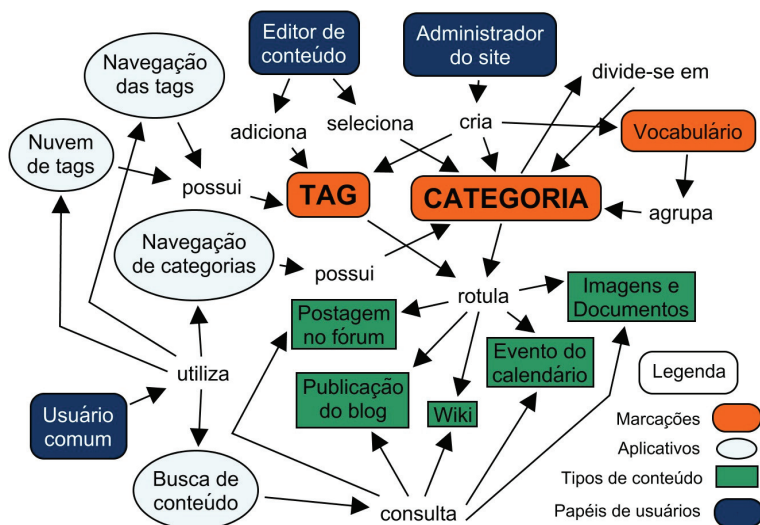 Editor de
conteúdo
Administrador
do site
divide-se em
Navegação
das tags
Nuvem
de tags
adiciona
seleciona
cria
Vocabulário
possui
TAG
CATEGORIA
agrupa
Navegação
de categorias
possui
rotula
Imagens e
Documentos
Postagem
no fórum
Evento do
calendário
Publicação
do blog
Wiki
utiliza
Usuário
comum
Busca de
conteúdo
consulta
Legenda
Marcações
Aplicativos
Tipos de conteúdo
Papéis de usuários